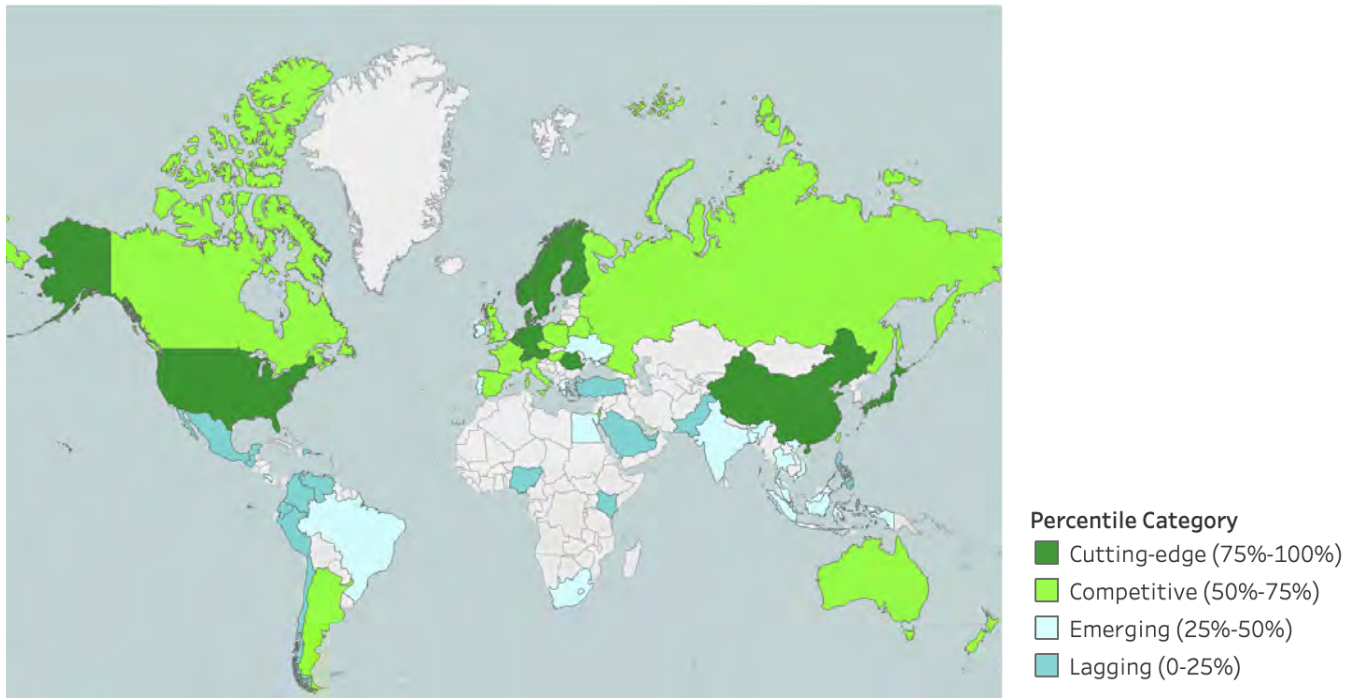 Percentile Category
Cutting-edge (75%-100%)
Competitive (50%-75%)
Emerging (25%-50%)
Lagging (0-25%)